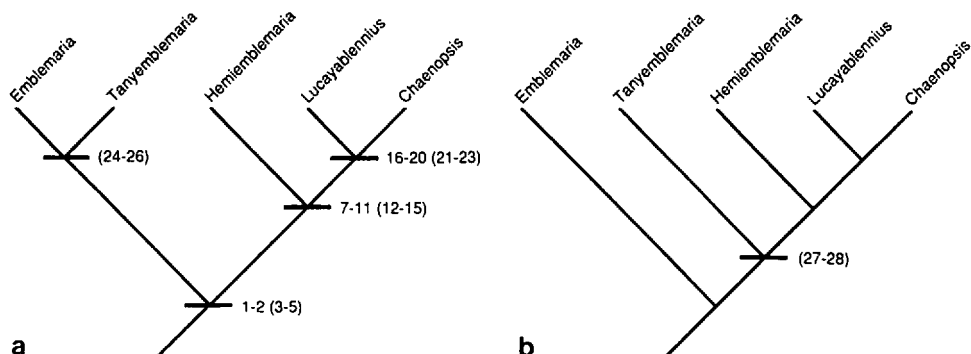 Emblemaria
Tanyemblemaria
Hemiemblemaria
Lucayablennius
Chaenopsis
(24-26)
16-20 (21-23)
7-11 (12-15)
1-2 (3-5)
a
Emblemaria
Tanyemblemaria
Hemiemblemaria
Lucayablennius
Chaenopsis
(27-28)
b